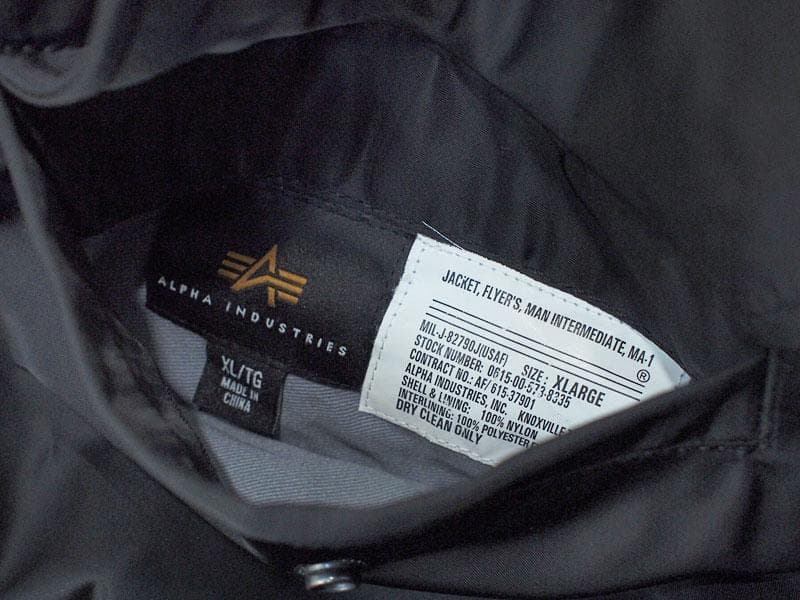 ALPHA INDUSTRIES
XL/TG
MADE IN
CHINA
JACKET, FLYER'S, MAN INTERMEDIATE, MA-1
®
MIL-J-82790J(USAF) SIZE: XLARGE
STOCK NUMBER: 0615-00-573-8235
CONTRACT NO.: AF/ 615-37901
ALPHA INDUSTRIES, INC. KNOXVILLE
SHELL & LINING: 100% NYLON
INTERLINING: 100% POLYESTER
DRY CLEAN ONLY